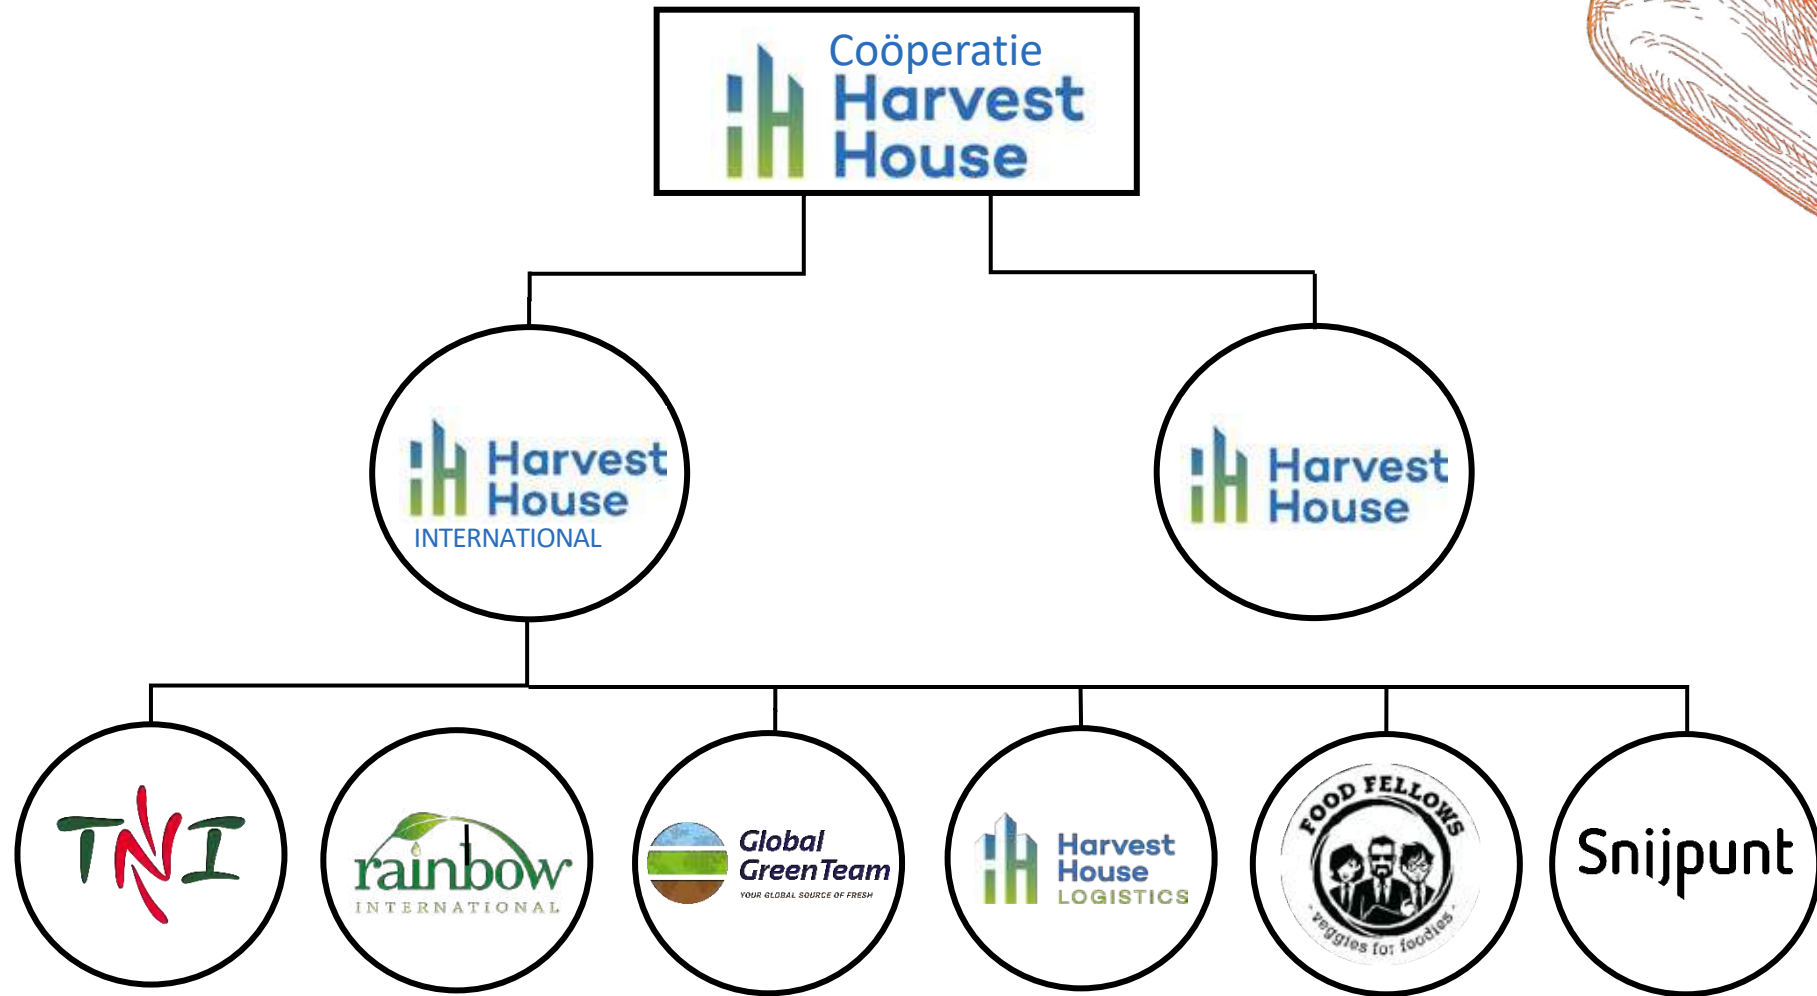 Coöperatie
Harvest
House
Harvest
House
INTERNATIONAL
Harvest
House
TNI
rainbow
INTERNATIONAL
Global
GreenTeam
YOUR GLOBAL SOURCE OF FRESH
Harvest
House
LOGISTICS
FOOD FELLOWS
veggies for foodies
Snijpunt